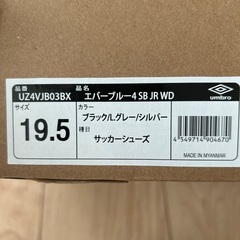 品番
UZ4VJB03BX
品名
エバーブルー4 SB JR WD
umbro
サイズ
19.5
カラー
ブラック/L.グレー/シルバー
種目
サッカーシューズ
4 549714 904670
MADE IN MYANMAR